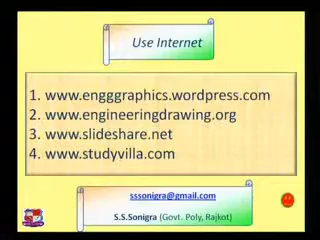 Use Internet
1. www.engggraphics.wordpress.com
2. www.engineeringdrawing.org
3. www.slideshare.net
4. www.studyvilla.com
sssonigra@gmail.com
S.S.Sonigra (Govt. Poly, Rajkot)